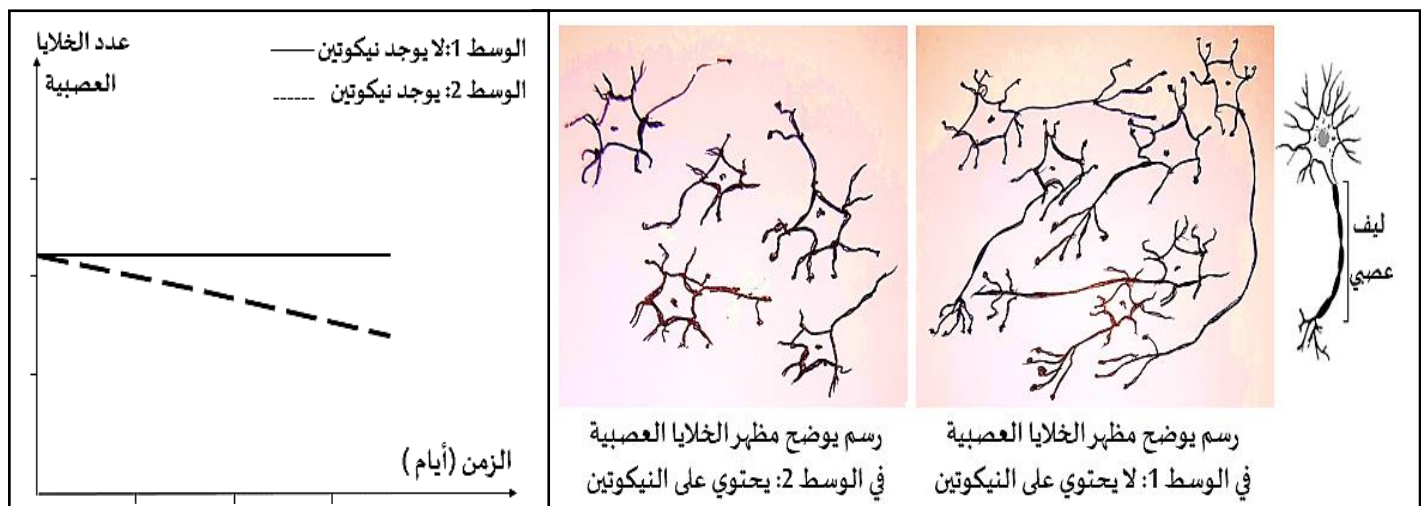 عدد الخلايا
العصبية
الوسط 1:لا يوجد نيكوتين
الوسط 2: يوجد نيكوتين
الزمن (أيام )
ليف
عصبي
رسم يوضح مظهر الخلايا العصبية
في الوسط 1: لا يحتوي على النيكوتين
رسم يوضح مظهر الخلايا العصبية
في الوسط 2: يحتوي على النيكوتين